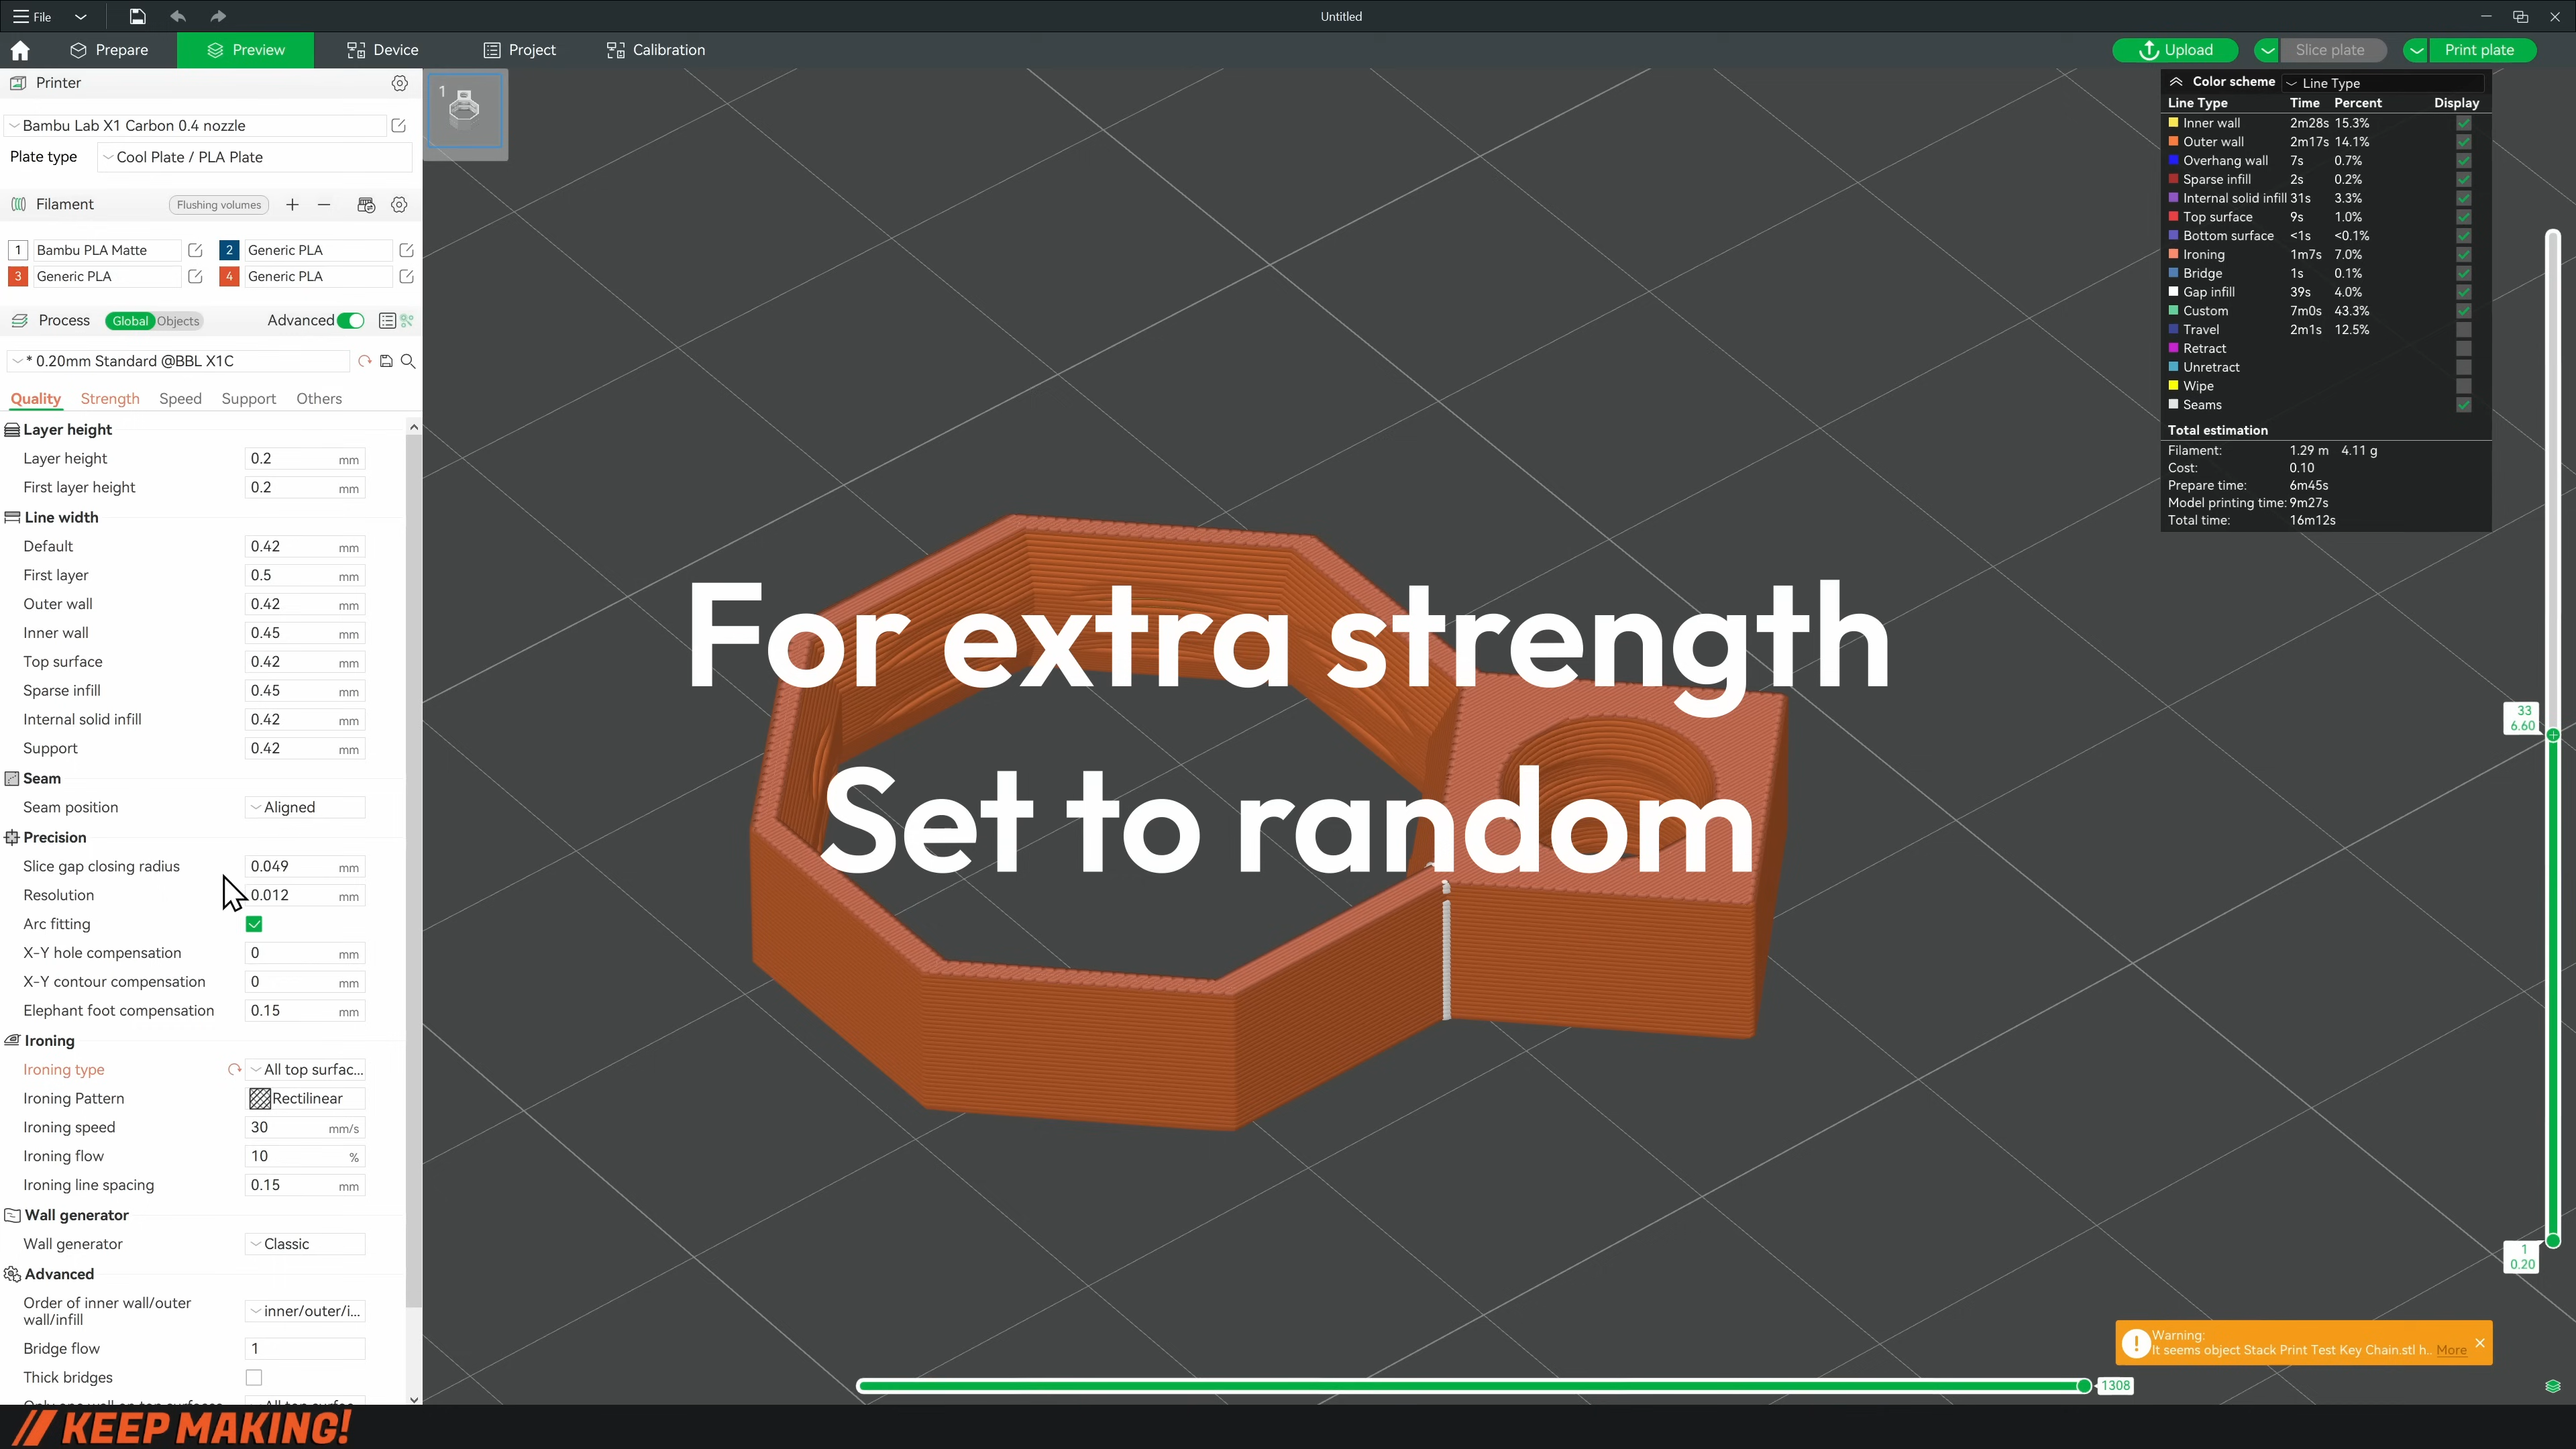 File
Untitled
Prepare
Preview
Device
Project
Calibration
Upload
Slice plate
Print plate
Printer
Bambu Lab X1 Carbon 0.4 nozzle
Plate type
Cool Plate / PLA Plate
Filament
Flushing volumes
1 Bambu PLA Matte
2 Generic PLA
3 Generic PLA
4 Generic PLA
Process
Global Objects
Advanced
* 0.20mm Standard @BBL X1C
Quality
Strength
Speed
Support
Others
Layer height
Layer height 0.2 mm
First layer height 0.2 mm
Line width
Default 0.42 mm
First layer 0.5 mm
Outer wall 0.42 mm
Inner wall 0.45 mm
Top surface 0.42 mm
Sparse infill 0.45 mm
Internal solid infill 0.42 mm
Support 0.42 mm
Seam
Seam position Aligned
Precision
Slice gap closing radius 0.049 mm
Resolution 0.012 mm
Arc fitting
X-Y hole compensation 0 mm
X-Y contour compensation 0 mm
Elephant foot compensation 0.15 mm
Ironing
Ironing type All top surfac...
Ironing Pattern Rectilinear
Ironing speed 30 mm/s
Ironing flow 10 %
Ironing line spacing 0.15 mm
Wall generator
Wall generator Classic
Advanced
Order of inner wall/outer
wall/infill inner/outer/i...
Bridge flow 1
Thick bridges
1
For extra strength
Set to random
Color scheme Line Type
Line Type Time Percent Display
Inner wall 2m28s 15.3%
Outer wall 2m17s 14.1%
Overhang wall 7s 0.7%
Sparse infill 2s 0.2%
Internal solid infill 31s 3.3%
Top surface 9s 1.0%
Bottom surface <1s <0.1%
Ironing 1m7s 7.0%
Bridge 1s 0.1%
Gap infill 39s 4.0%
Custom 7m0s 43.3%
Travel 2m1s 12.5%
Retract
Unretract
Wipe
Seams
Total estimation
Filament: 1.29 m 4.11 g
Cost: 0.10
Prepare time: 6m45s
Model printing time: 9m27s
Total time: 16m12s
33
6.60
1
0.20
Warning:
It seems object Stack Print Test Key Chain.stl h.. More
1308
// KEEP MAKING!